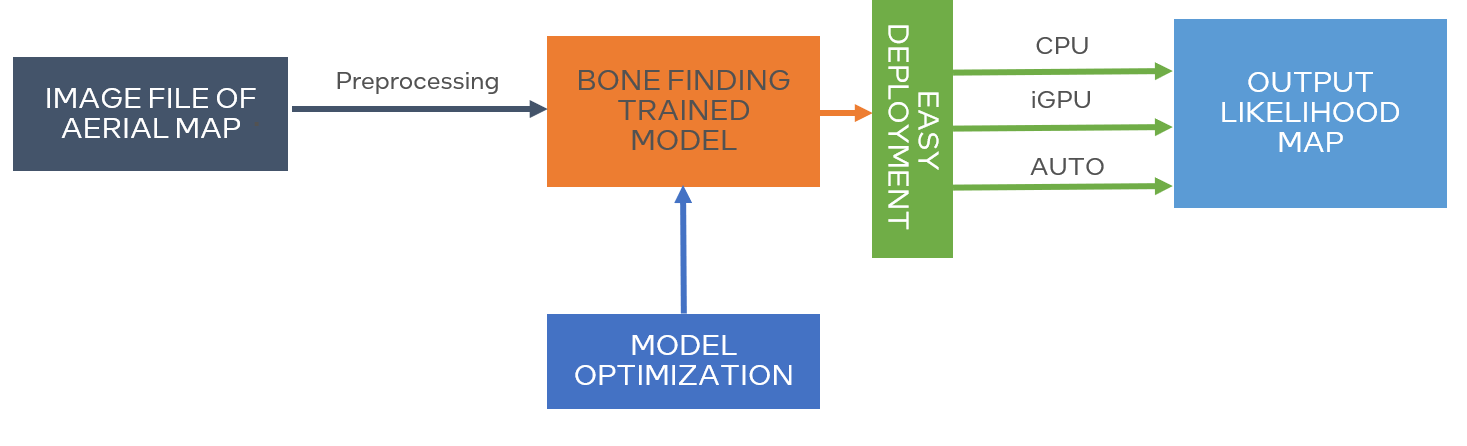 IMAGE FILE OF
AERIAL MAP
Preprocessing
BONE FINDING
TRAINED
MODEL
MODEL
OPTIMIZATION
EASY
DEPLOYMENT
CPU
iGPU
AUTO
OUTPUT
LIKELIHOOD
MAP